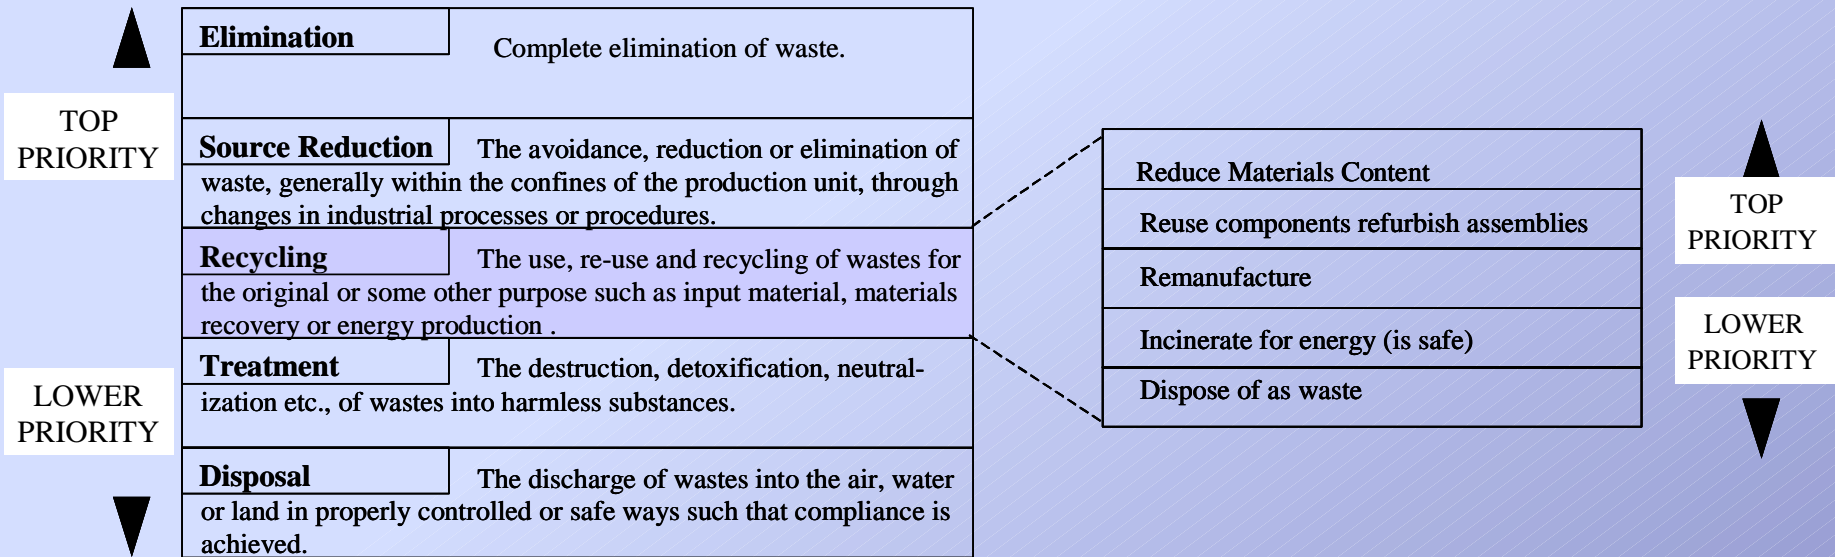 TOP
PRIORITY
LOWER
PRIORITY
Elimination
Complete elimination of waste.
Source Reduction The avoidance, reduction or elimination of
waste, generally within the confines of the production unit, through
changes in industrial processes or procedures.
Recycling The use, re-use and recycling of wastes for
the original or some other purpose such as input material, materials
recovery or energy production .
Treatment The destruction, detoxification, neutral-
ization etc., of wastes into harmless substances.
Disposal The discharge of wastes into the air, water
or land in properly controlled or safe ways such that compliance is
achieved.
Reduce Materials Content
Reuse components refurbish assemblies
Remanufacture
Incinerate for energy (is safe)
Dispose of as waste
TOP
PRIORITY
LOWER
PRIORITY